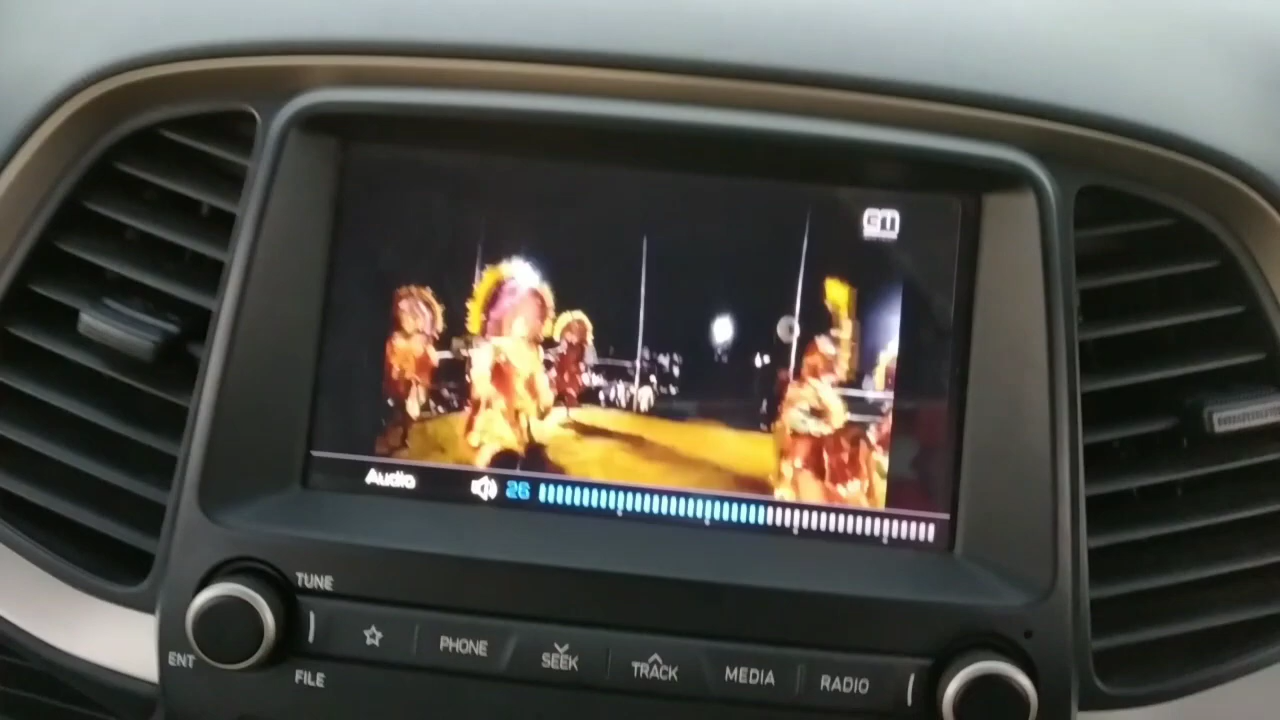 Audio 26
TUNE
ENT
FILE
PHONE
SEEK
TRACK
MEDIA
RADIO